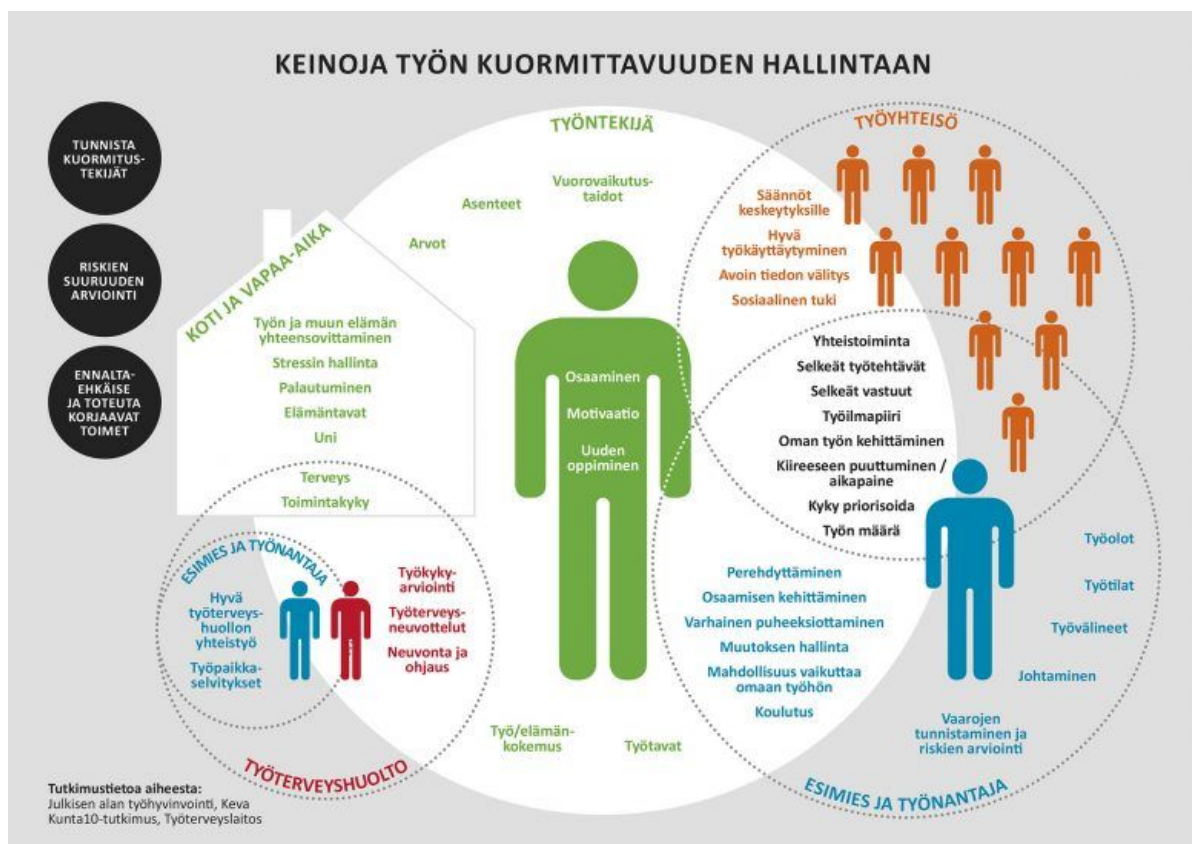 KEINOJA TYÖN KUORMITTAVUUDEN HALLINTAAN
TUNNISTA
KUORMITUS-
TEKIJÄT
RISKIEN
SUURUUDEN
ARVIOINTI
ENNALTA-
EHKÄISE
JA TOTEUTA
KORJAAVAT
TOIMET
TYÖNTEKIJÄ
Vuorovaikutus-
taidot
Asenteet
Arvot
KOTI JA VAPAA-AIKA
Työn ja muun elämän
yhteensovittaminen
Stressin hallinta
Palautuminen
Elämäntavat
Uni
Terveys
Toimintakyky
Osaaminen
Motivaatio
Uuden
oppiminen
Työ/elämän-
kokemus
Työtavat
TYÖYHTEISÖ
Säännöt
keskeytyksille
Hyvä
työkäyttäytyminen
Avoin tiedon välitys
Sosiaalinen tuki
Yhteistoiminta
Selkeät työtehtävät
Selkeät vastuut
Työilmapiiri
Oman työn kehittäminen
Kiireeseen puuttuminen /
aikapaine
Kyky priorisoida
Työn määrä
Perehdyttäminen
Osaamisen kehittäminen
Varhainen puheeksiottaminen
Muutoksen hallinta
Mahdollisuus vaikuttaa
omaan työhön
Koulutus
Työolot
Työtilat
Työvälineet
Johtaminen
Vaarojen
tunnistaminen ja
riskien arviointi
ESIMIES JA TYÖNANTAJA
ESIMIES JA TYÖNANTAJA
Hyvä
työterveys-
huollon
yhteistyö
Työpaikka-
selvitykset
Työkyky-
arviointi
Työterveys-
neuvottelut
Neuvonta ja
ohjaus
TYÖTERVEYSHUOLTO
Tutkimustietoa aiheesta:
Julkisen alan työhyvinvointi, Keva
Kunta10-tutkimus, Työterveyslaitos